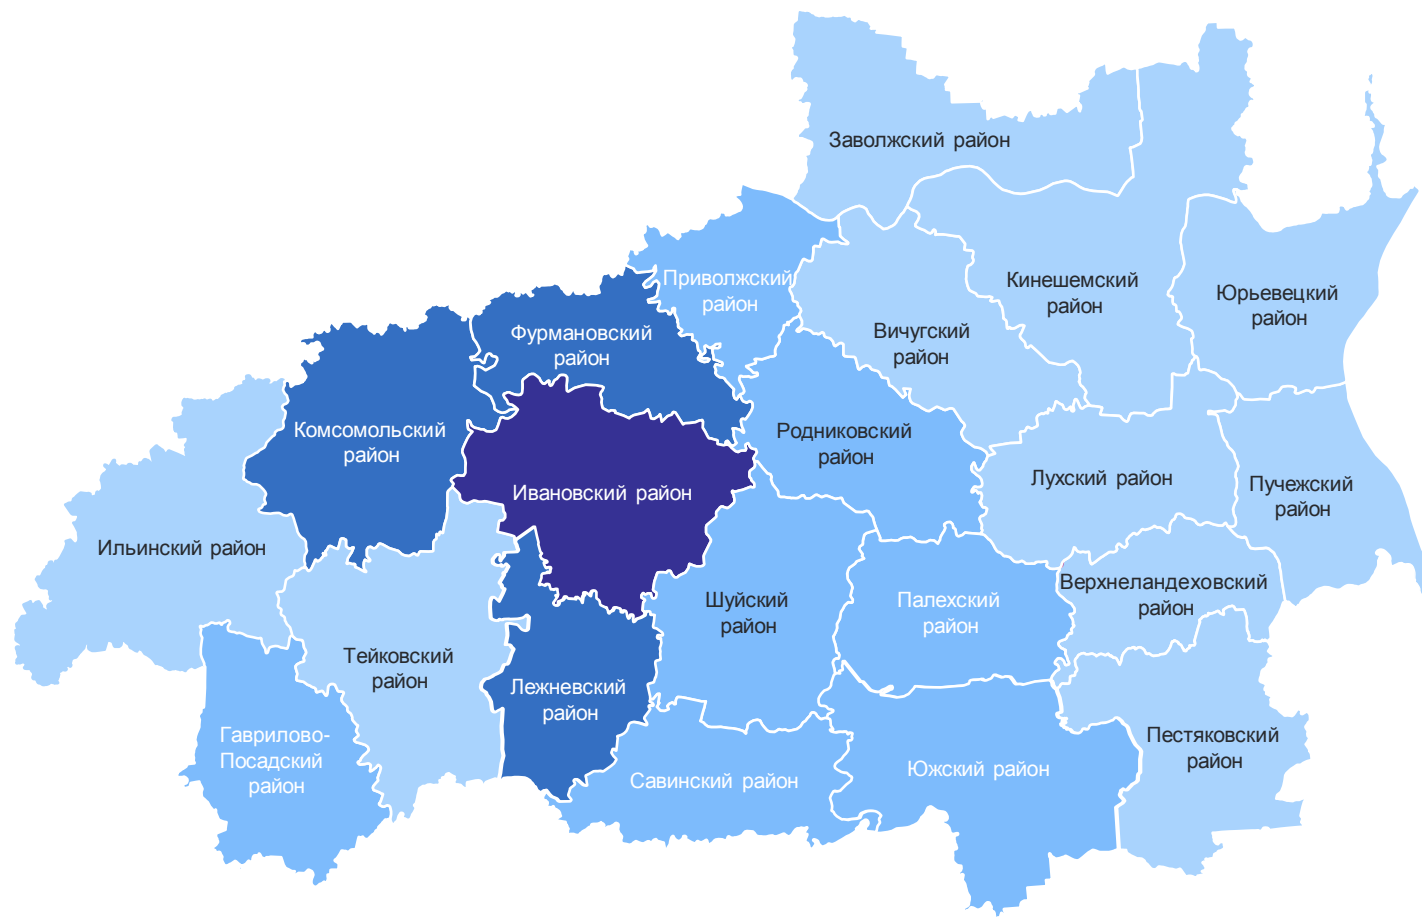 Заволжский район
Приволжский
район
Кинешемский
район
Юрьевецкий
район
Фурмановский
район
Вичугский
район
Комсомольский
район
Родниковский
район
Лухский район
Пучежский
район
Ивановский район
Ильинский район
Верхнеландеховский
район
Шуйский
район
Палехский
район
Тейковский
район
Лежневский
район
Гаврилово-
Посадский
район
Савинский район
Южский район
Пестяковский
район